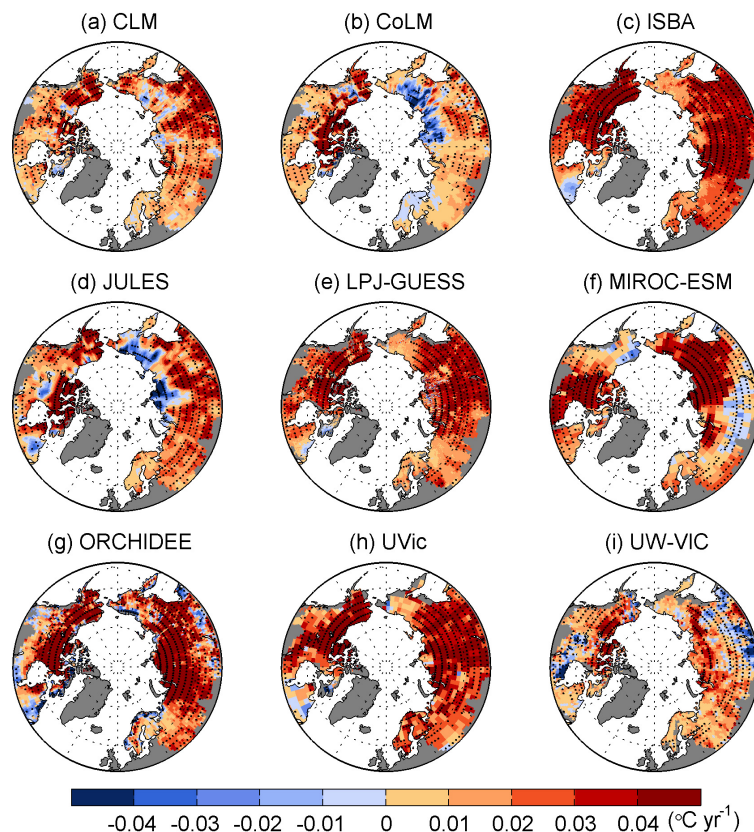 (a) CLM
(b) CoLM
(c) ISBA
(d) JULES
(e) LPJ-GUESS
(f) MIROC-ESM
(g) ORCHIDEE
(h) UVic
(i) UW-VIC
-0.04 -0.03 -0.02 -0.01 0 0.01 0.02 0.03 0.04 (°C yr⁻¹)